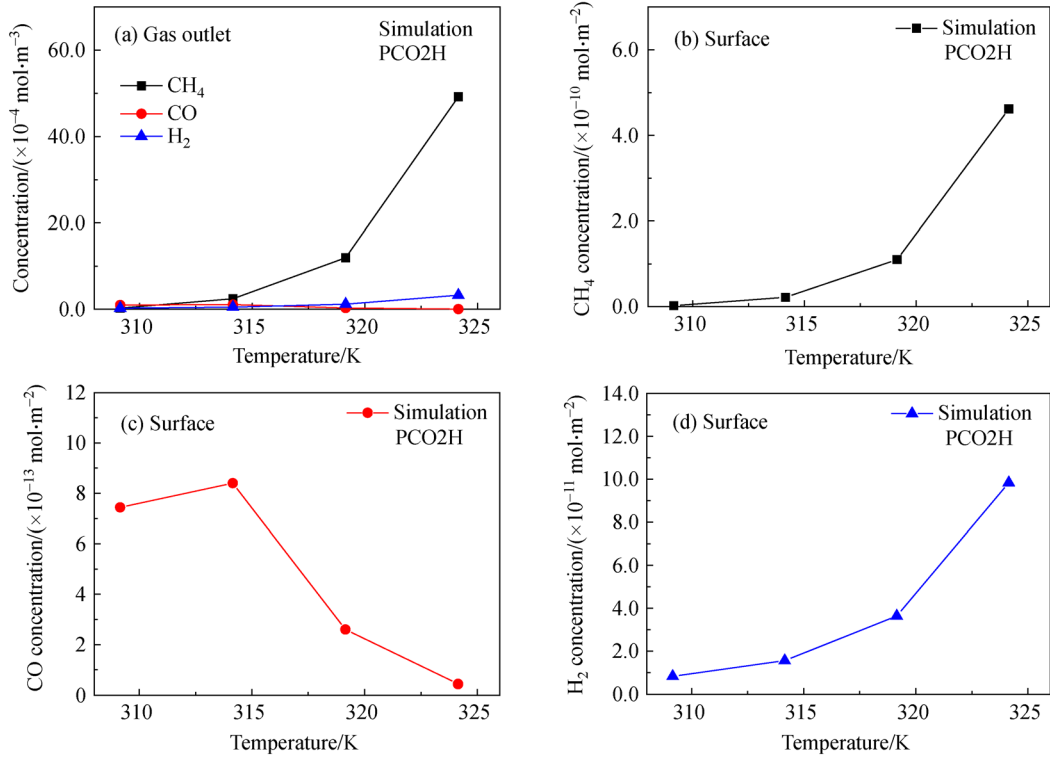 (a) Gas outlet
Simulation
PCO2H
CH₄
CO
H₂
60.0
40.0
20.0
0.0
310 315 320 325
Concentration/(×10⁻⁴ mol·m⁻³)
Temperature/K
(b) Surface
Simulation
PCO2H
6.0
4.0
2.0
0.0
310 315 320 325
CH₄ concentration/(×10⁻¹⁰ mol·m⁻²)
Temperature/K
(c) Surface
Simulation
PCO2H
12
10
8
6
4
2
0
310 315 320 325
CO concentration/(×10⁻¹³ mol·m⁻²)
Temperature/K
(d) Surface
Simulation
PCO2H
14.0
12.0
10.0
8.0
6.0
4.0
2.0
0.0
310 315 320 325
H₂ concentration/(×10⁻¹¹ mol·m⁻²)
Temperature/K